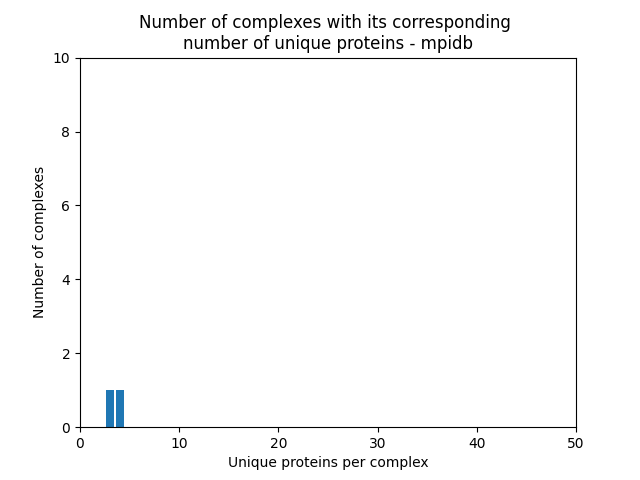 Number of complexes with its corresponding
number of unique proteins - mpidb
10
8
6
4
2
0
Number of complexes
0 10 20 30 40 50
Unique proteins per complex